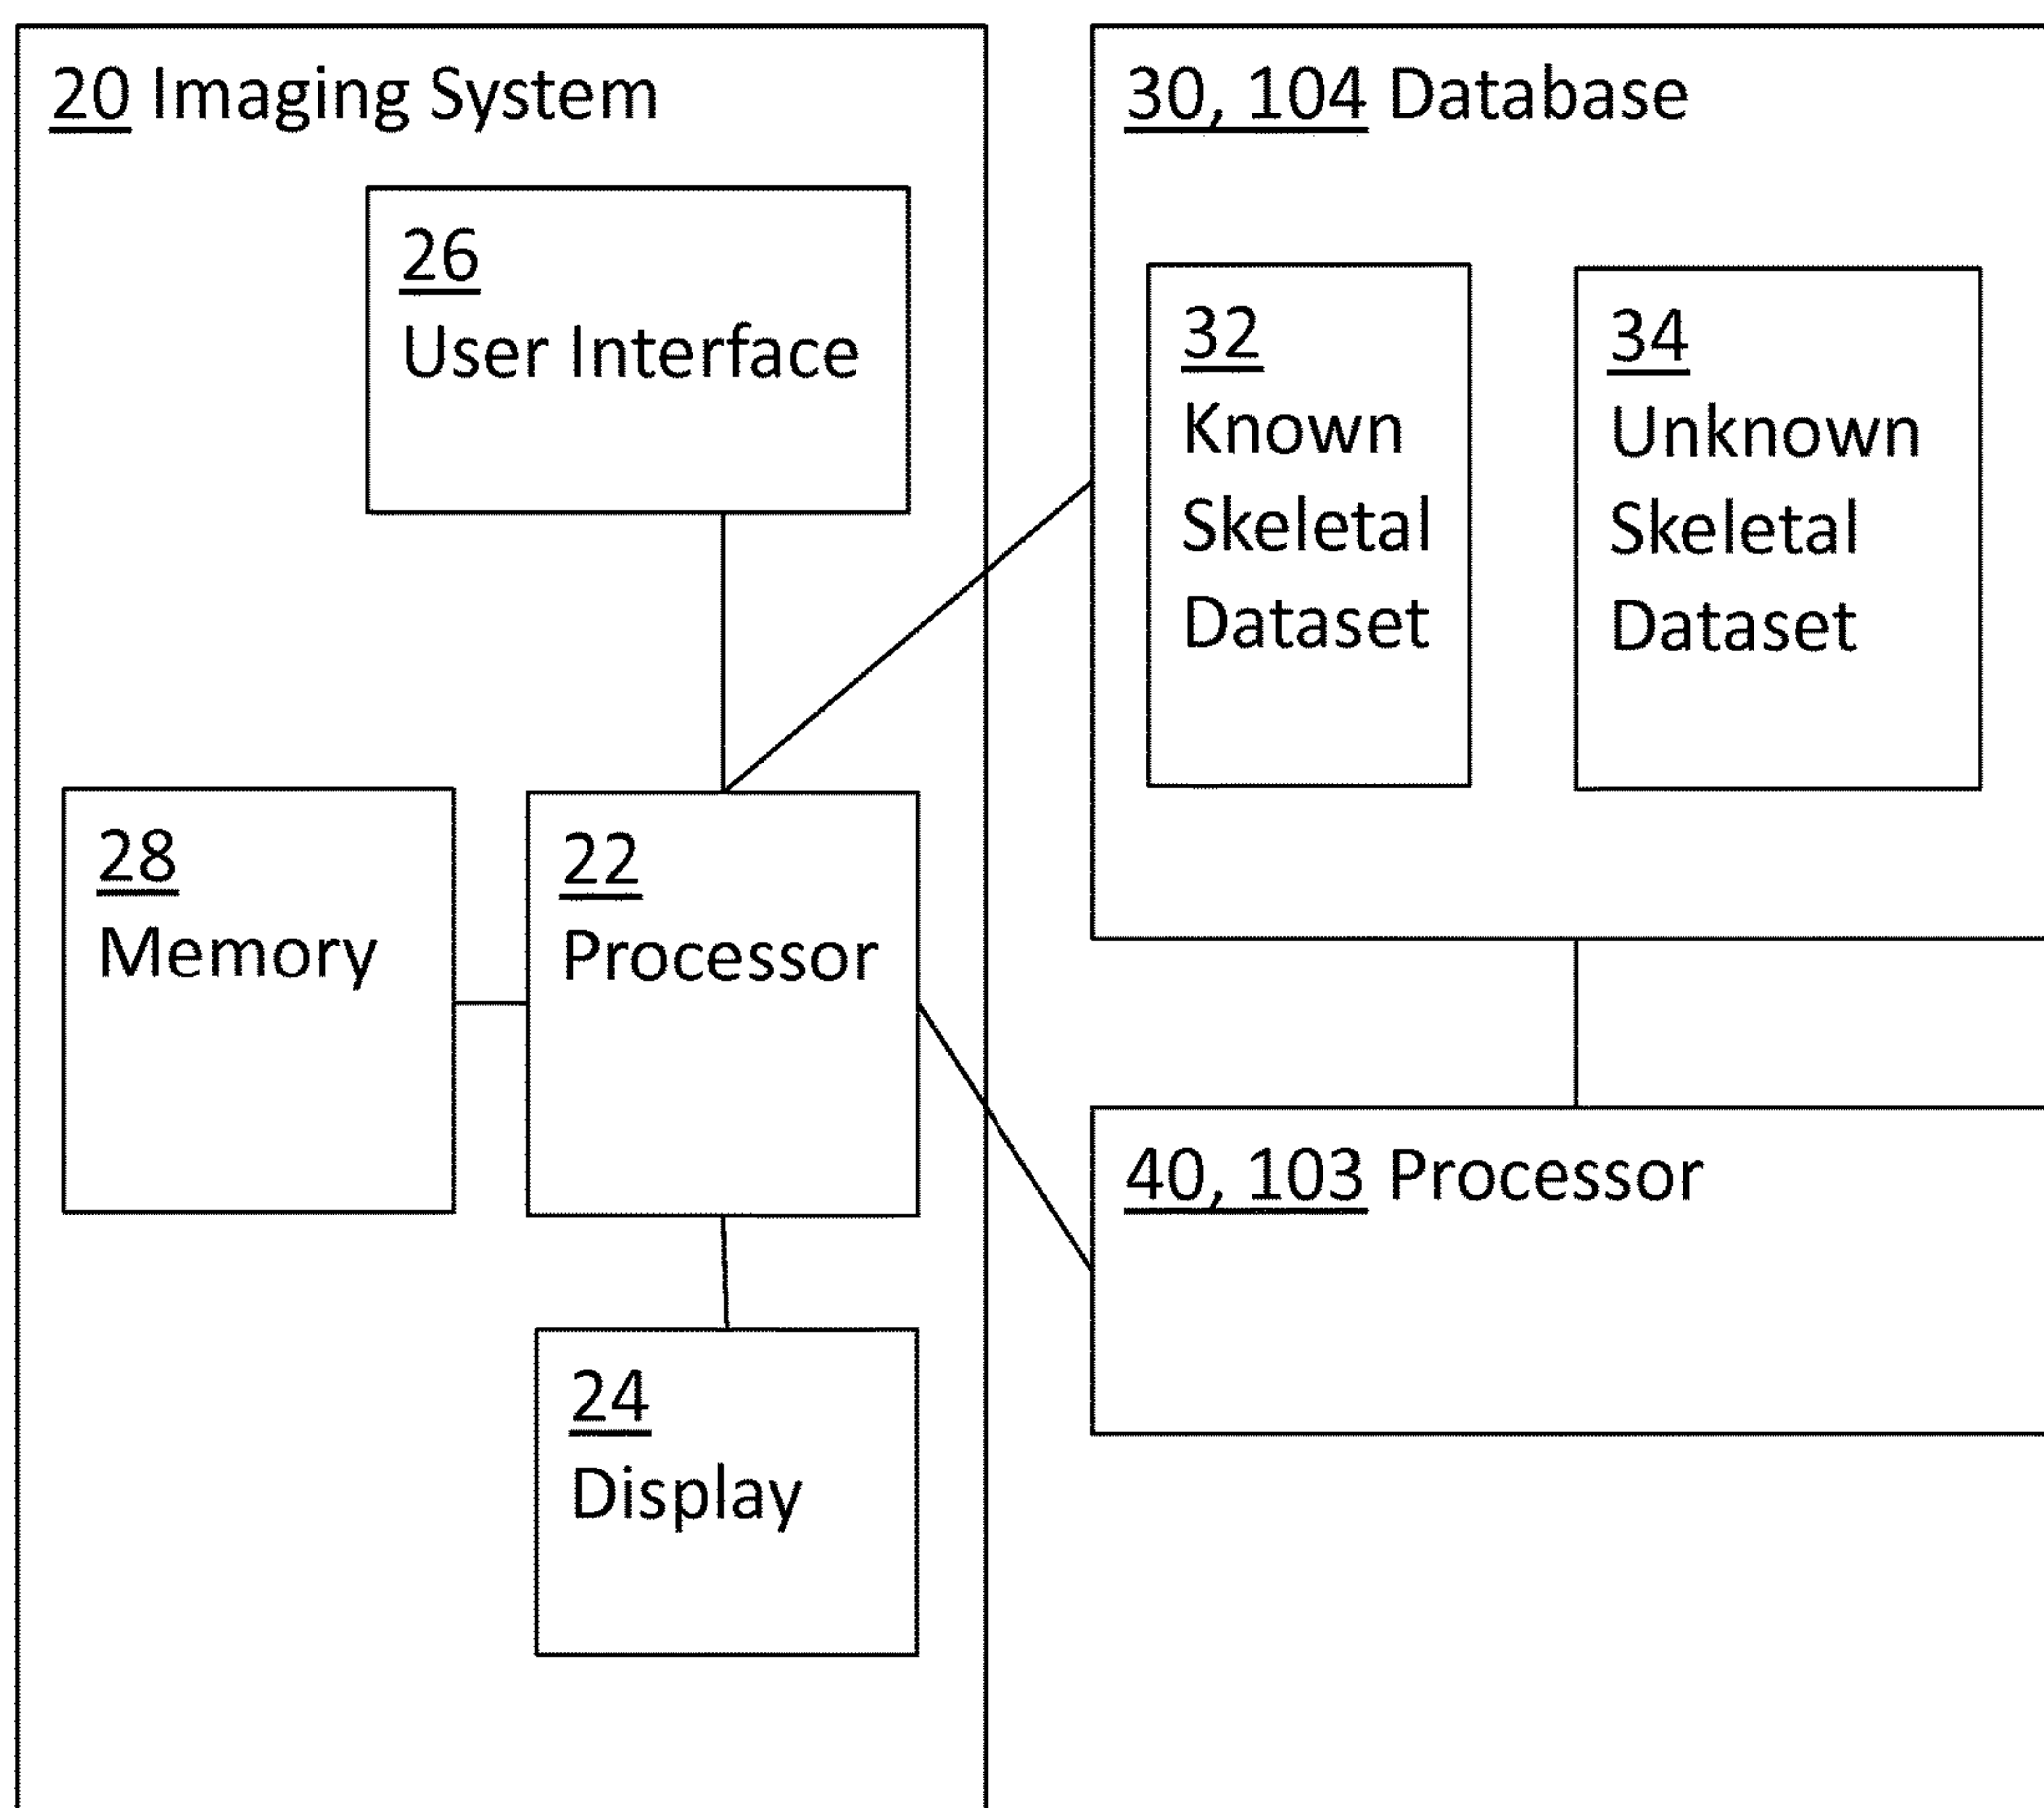 20 Imaging System
26
User Interface
28
Memory
22
Processor
24
Display
30, 104 Database
32
Known
Skeletal
Dataset
34
Unknown
Skeletal
Dataset
40, 103 Processor